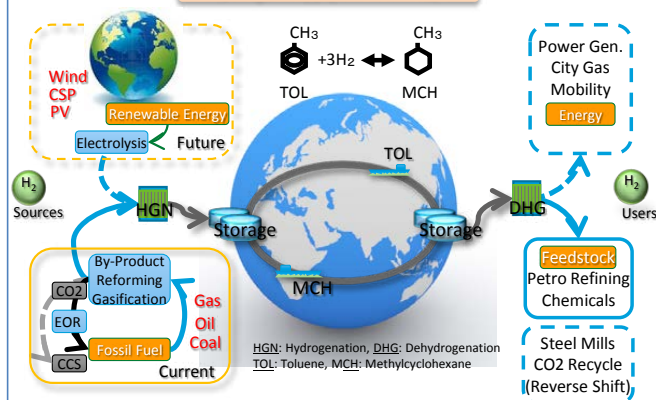 CH3
CH3
+3H2
TOL
MCH
Wind
CSP
PV
Renewable Energy
Electrolysis
Future
Power Gen.
City Gas
Mobility
Energy
H2
Sources
HGN
Storage
TOL
MCH
Storage
DHG
H2
Users
By-Product
Reforming
Gasification
CO2
EOR
CCS
Fossil Fuel
Gas
Oil
Coal
Current
Feedstock
Petro Refining
Chemicals
Steel Mills
CO2 Recycle
(Reverse Shift)
HGN: Hydrogenation, DHG: Dehydrogenation
TOL: Toluene, MCH: Methylcyclohexane